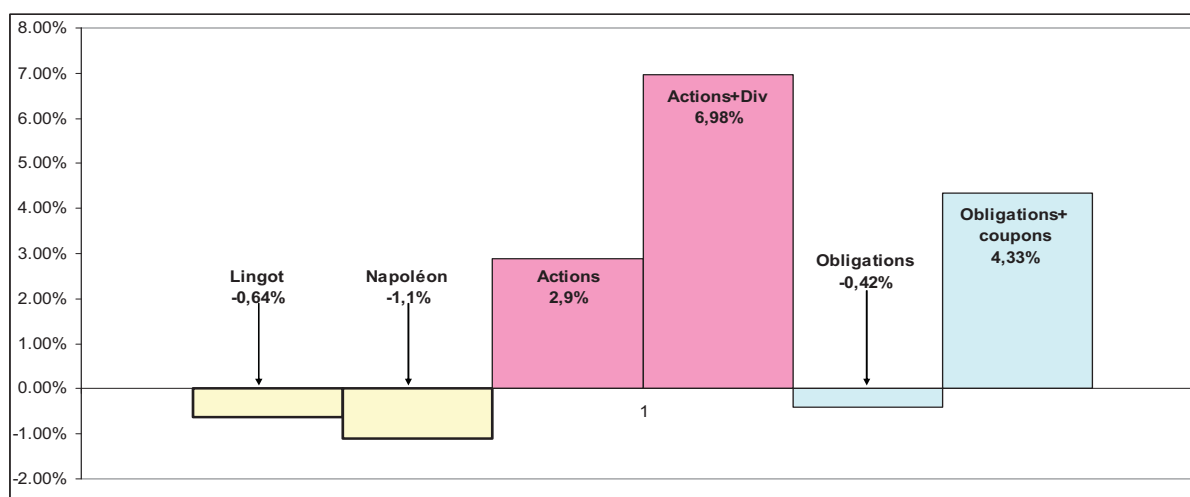 8.00%
7.00%
6.00%
5.00%
4.00%
3.00%
2.00%
1.00%
0.00%
-1.00%
-2.00%
Lingot
-0,64%
Napoléon
-1,1%
Actions
2,9%
Actions+Div
6,98%
Obligations
-0,42%
Obligations+
coupons
4,33%
1